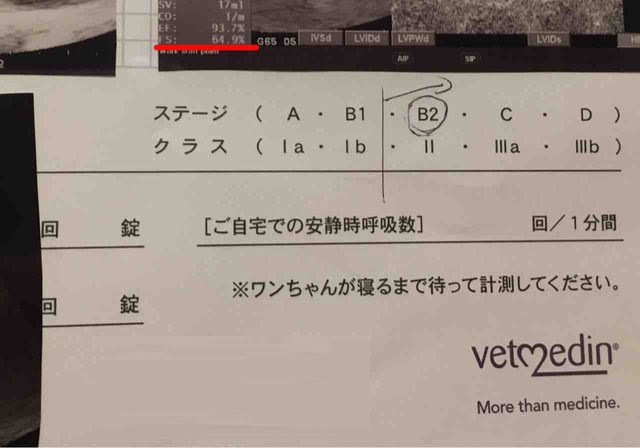 SV: 17ml
CD: 1/m
EF: 93.7%
FS: 64.9%
G65 D5
IVSd LVIDd LVPWd LVIDs
AIP SIP
ステージ ( A ・ B1 ・ B2 ・ C ・ D )
クラス ( Ⅰa ・ Ⅰb ・ Ⅱ ・ Ⅲa ・ Ⅲb )
回 錠
[ご自宅での安静時呼吸数] 回/1分間
回 錠
※ワンちゃんが寝るまで待って計測してください。
vetmedin®
More than medicine.